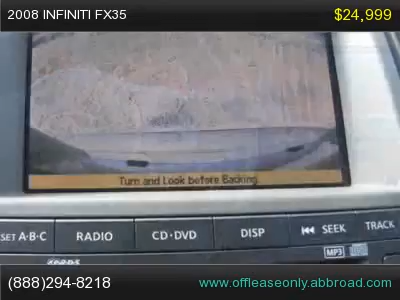 2008 INFINITI FX35 $24,999
Turn and Look before Backing
SET A·B·C RADIO CD·DVD DISP SEEK TRACK
MP3
(888)294-8218 www.offleaseonly.abbroad.com